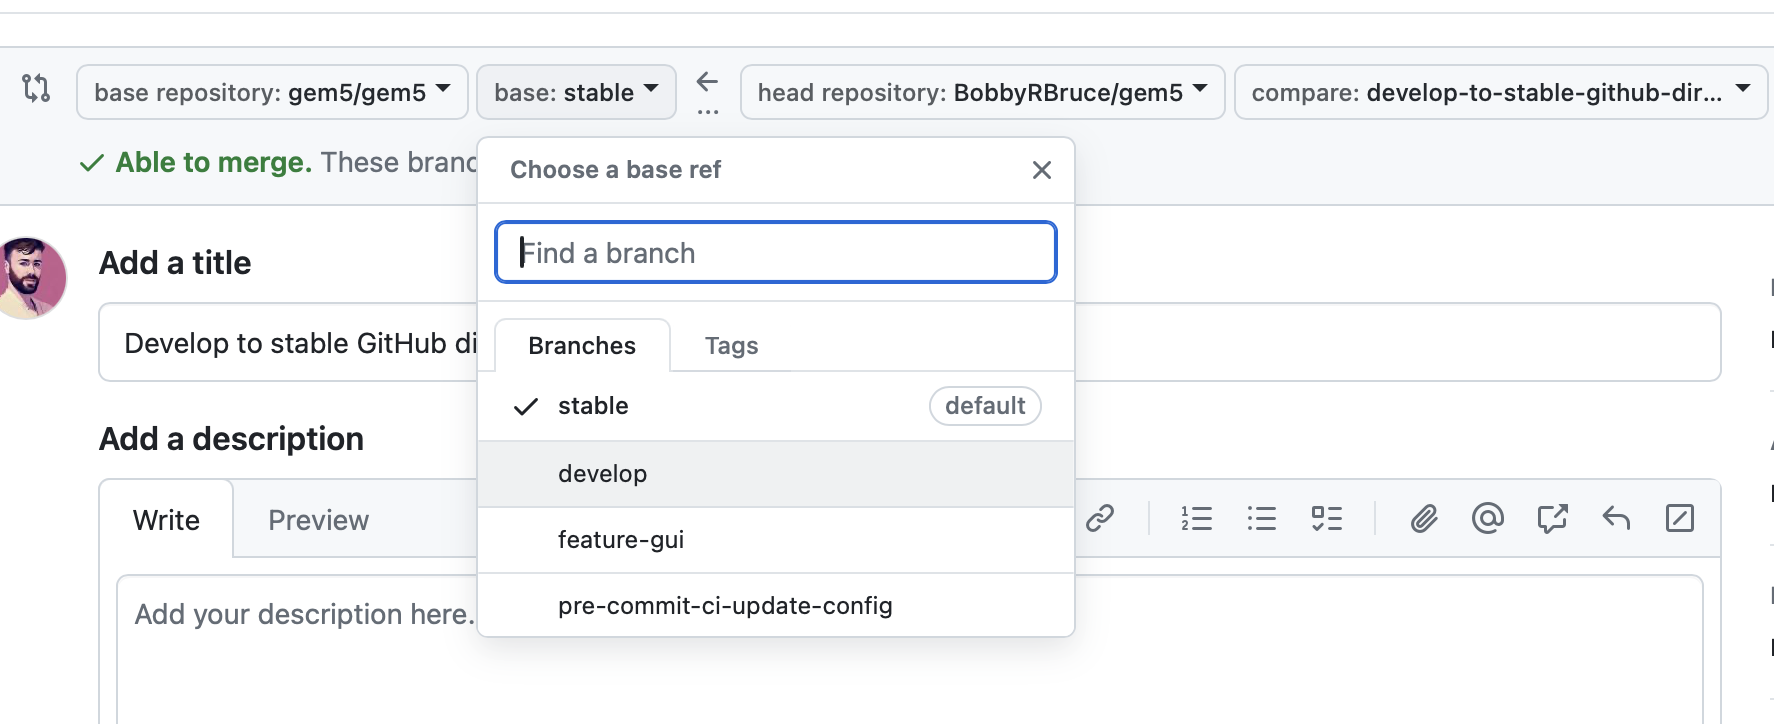 base repository: gem5/gem5 base: stable head repository: BobbyRBruce/gem5 compare: develop-to-stable-github-dir...
Able to merge. These
Choose a base ref
Find a branch
Add a title
Develop to stable GitHub
Branches Tags
stable default
Add a description
develop
Write Preview
feature-gui
Add your description here.
pre-commit-ci-update-config